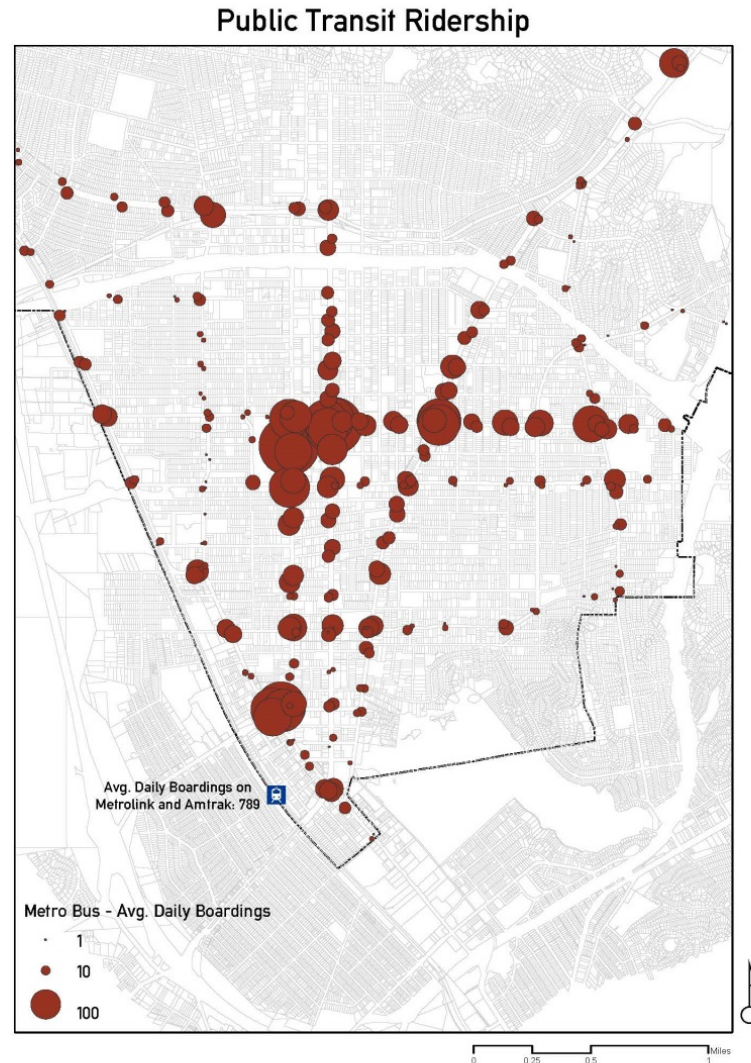 Public Transit Ridership
Avg. Daily Boardings on
Metrolink and Amtrak: 789
Metro Bus - Avg. Daily Boardings
1
10
100
Miles
0 0.25 0.5 1